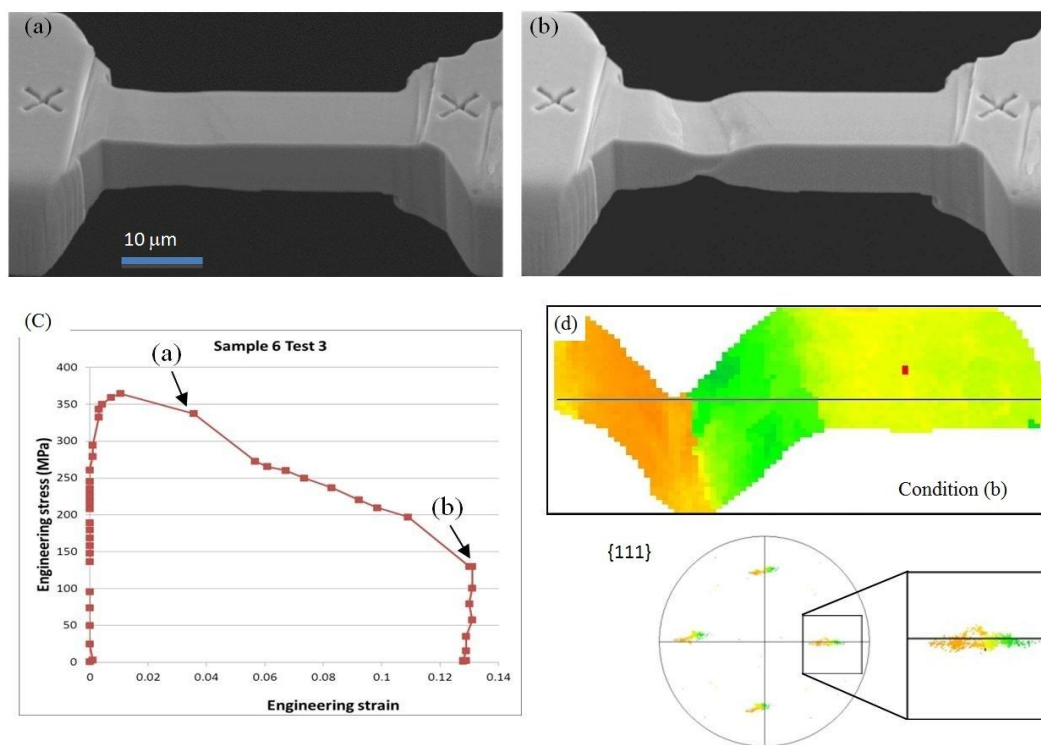 (a)
(b)
10 μm
(C)
Sample 6 Test 3
(a)
(b)
Engineering stress (MPa)
400
350
300
250
200
150
100
50
0
0
0.02
0.04
0.06
0.08
0.1
0.12
0.14
Engineering strain
(d)
Condition (b)
{111}